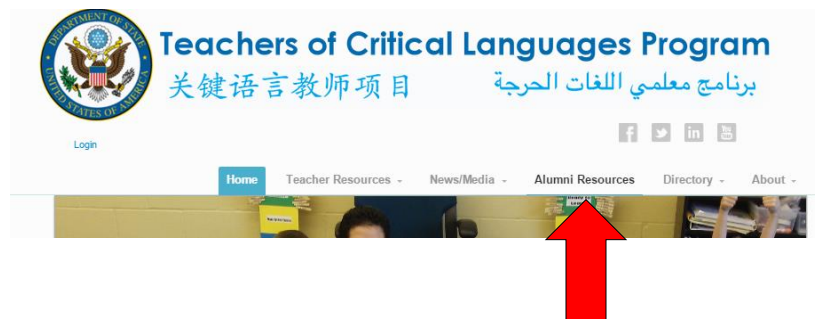 DEPARTMENT OF STATE
UNITED STATES OF AMERICA
Teachers of Critical Languages Program
关键语言教师项目 برنامج معلمي اللغات الحرجة
Login
Home Teacher Resources - News/Media - Alumni Resources Directory - About -